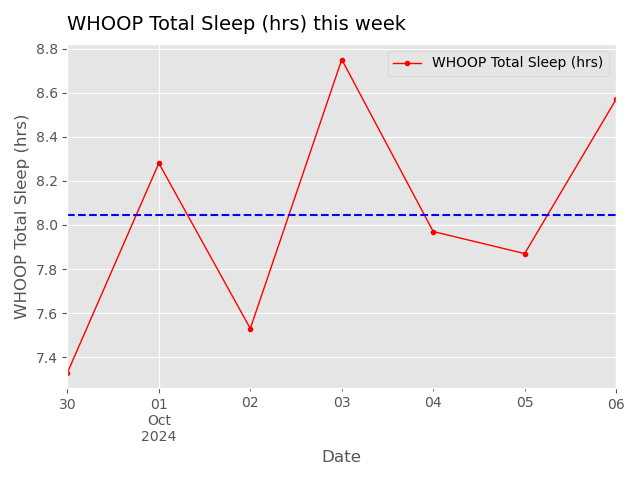 WHOOP Total Sleep (hrs) this week
WHOOP Total Sleep (hrs)
WHOOP Total Sleep (hrs)
8.8
8.6
8.4
8.2
8.0
7.8
7.6
7.4
30 01 02 03 04 05 06
Oct
2024
Date